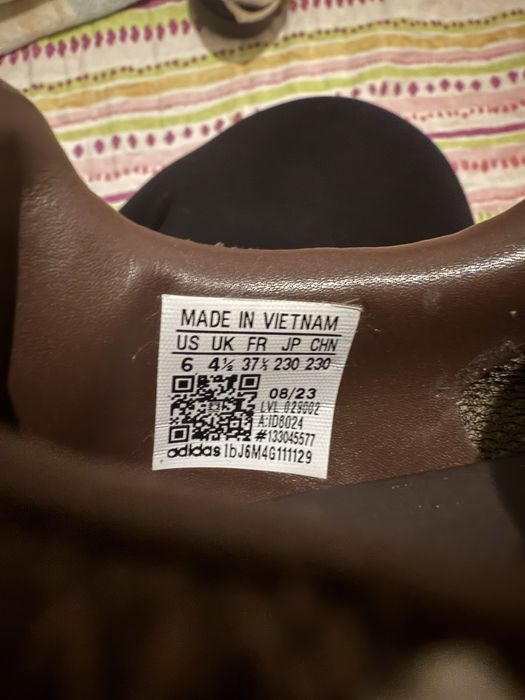 MADE IN VIETNAM
US UK FR JP CHN
6 4½ 37⅓ 230 230
08/23
LVL 029002
A:ID8024
#133045577
adidas IbJ6M4G111129